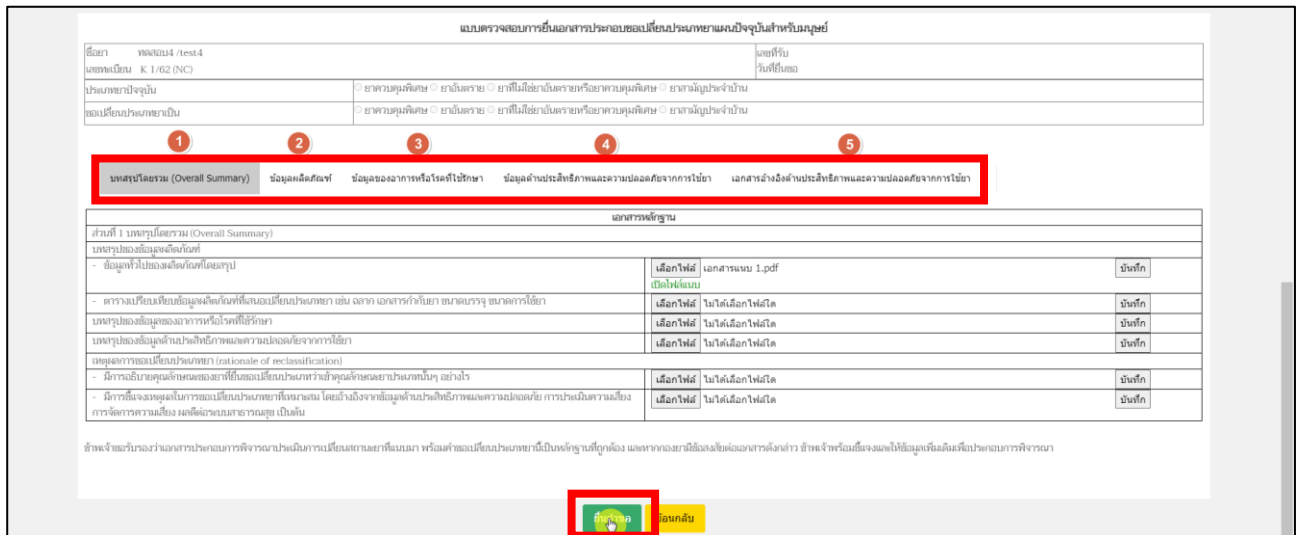 แบบตรวจสอบการยื่นเอกสารประกอบขอเปลี่ยนประเภทยาแผนปัจจุบันสำหรับมนุษย์
ชื่อยา ทดสอบ4 /test4 เลขที่รับ
เลขทะเบียน K 1/62 (NC) วันที่ยื่นขอ
ประเภทยาปัจจุบัน ยาควบคุมพิเศษ ยาอันตราย ยาที่ไม่ใช่ยาอันตรายหรือยาควบคุมพิเศษ ยาสามัญประจำบ้าน
ขอเปลี่ยนประเภทยาเป็น ยาควบคุมพิเศษ ยาอันตราย ยาที่ไม่ใช่ยาอันตรายหรือยาควบคุมพิเศษ ยาสามัญประจำบ้าน
1 2 3 4 5
บทสรุปโดยรวม (Overall Summary) ข้อมูลผลิตภัณฑ์ ข้อมูลของอาการหรือโรคที่ใช้รักษา ข้อมูลด้านประสิทธิภาพและความปลอดภัยจากการใช้ยา เอกสารอ้างอิงด้านประสิทธิภาพและความปลอดภัยจากการใช้ยา
เอกสารหลักฐาน
ส่วนที่ 1 บทสรุปโดยรวม (Overall Summary)
บทสรุปของข้อมูลผลิตภัณฑ์
- ข้อมูลทั่วไปของผลิตภัณฑ์โดยสรุป เลือกไฟล์ เอกสารแนบ 1.pdf บันทึก
เปิดไฟล์แนบ
- ตารางเปรียบเทียบข้อมูลผลิตภัณฑ์ที่เสนอเปลี่ยนประเภทยา เช่น ฉลาก เอกสารกำกับยา ขนาดบรรจุ ขนาดการใช้ยา เลือกไฟล์ ไม่ได้เลือกไฟล์ใด บันทึก
บทสรุปของข้อมูลของอาการหรือโรคที่ใช้รักษา เลือกไฟล์ ไม่ได้เลือกไฟล์ใด บันทึก
บทสรุปของข้อมูลด้านประสิทธิภาพและความปลอดภัยจากการใช้ยา เลือกไฟล์ ไม่ได้เลือกไฟล์ใด บันทึก
เหตุผลการขอเปลี่ยนประเภทยา (rationale of reclassification)
- มีการอธิบายคุณลักษณะของยาที่ยื่นขอเปลี่ยนประเภทว่าเข้าคุณลักษณะยาประเภทนั้นๆ อย่างไร เลือกไฟล์ ไม่ได้เลือกไฟล์ใด บันทึก
- มีการชี้แจงเหตุผลในการขอเปลี่ยนประเภทยาที่เหมาะสม โดยอ้างอิงจากข้อมูลด้านประสิทธิภาพและความปลอดภัย การประเมินความเสี่ยง เลือกไฟล์ ไม่ได้เลือกไฟล์ใด บันทึก
การจัดการความเสี่ยง ผลดีต่อระบบสาธารณสุข เป็นต้น
ข้าพเจ้าขอรับรองว่าเอกสารประกอบการพิจารณาประเมินการเปลี่ยนสถานะยาที่แนบมา พร้อมคำขอเปลี่ยนประเภทยานี้เป็นหลักฐานที่ถูกต้อง และหากกองยามีข้อสงสัยต่อเอกสารดังกล่าว ข้าพเจ้าพร้อมชี้แจงและให้ข้อมูลเพิ่มเติมเพื่อประกอบการพิจารณา